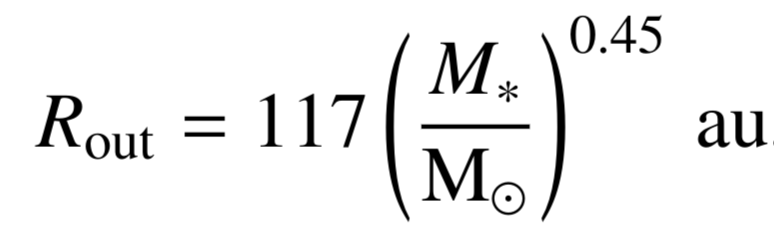 R_out = 117 (M_* / M_⊙)^0.45 au.